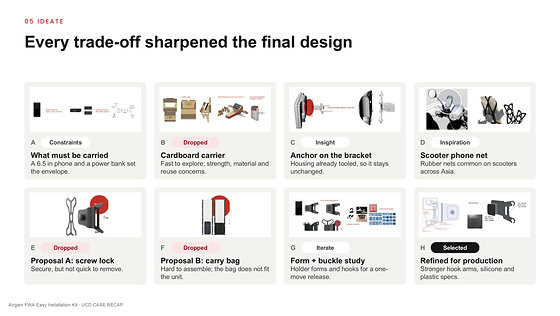 05 IDEATE
Every trade-off sharpened the final design
A Constraints
What must be carried
A 6.5 in phone and a power bank set
the envelope.
B Dropped
Cardboard carrier
Fast to explore; strength, material and
reuse concerns.
C Insight
Anchor on the bracket
Housing already tooled, so it stays
unchanged.
D Inspiration
Scooter phone net
Rubber nets common on scooters
across Asia.
E Dropped
Proposal A: screw lock
Secure, but not quick to remove.
F Dropped
Proposal B: carry bag
Hard to assemble; the bag does not fit
the unit.
G Iterate
Form + buckle study
Holder forms and hooks for a one-
move release.
H Selected
Refined for production
Stronger hook arms, silicone and
plastic specs.
Airgain FWA Easy Installation Kit · UCD CASE RECAP